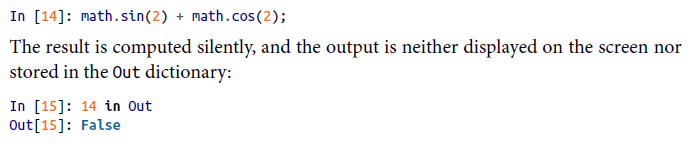 In [14]: math.sin(2) + math.cos(2);
The result is computed silently, and the output is neither displayed on the screen nor
stored in the Out dictionary:
In [15]: 14 in Out
Out[15]: False